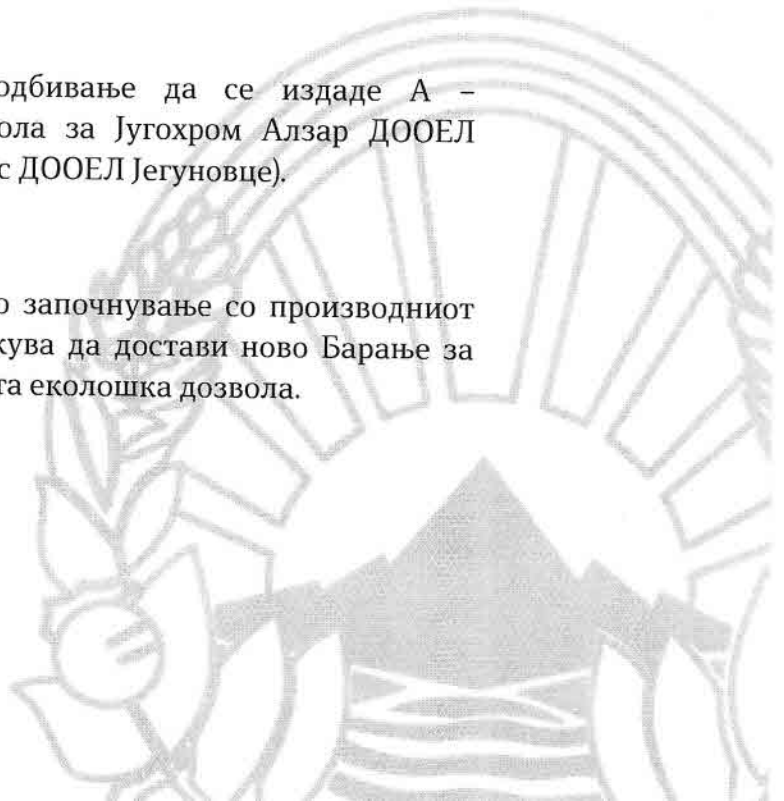 одбивање да се издаде А –
ола за Југохром Алзар ДООЕЛ
с ДООЕЛ Јегуновце).
о започнување со производниот
кува да достави ново Барање за
та еколошка дозвола.